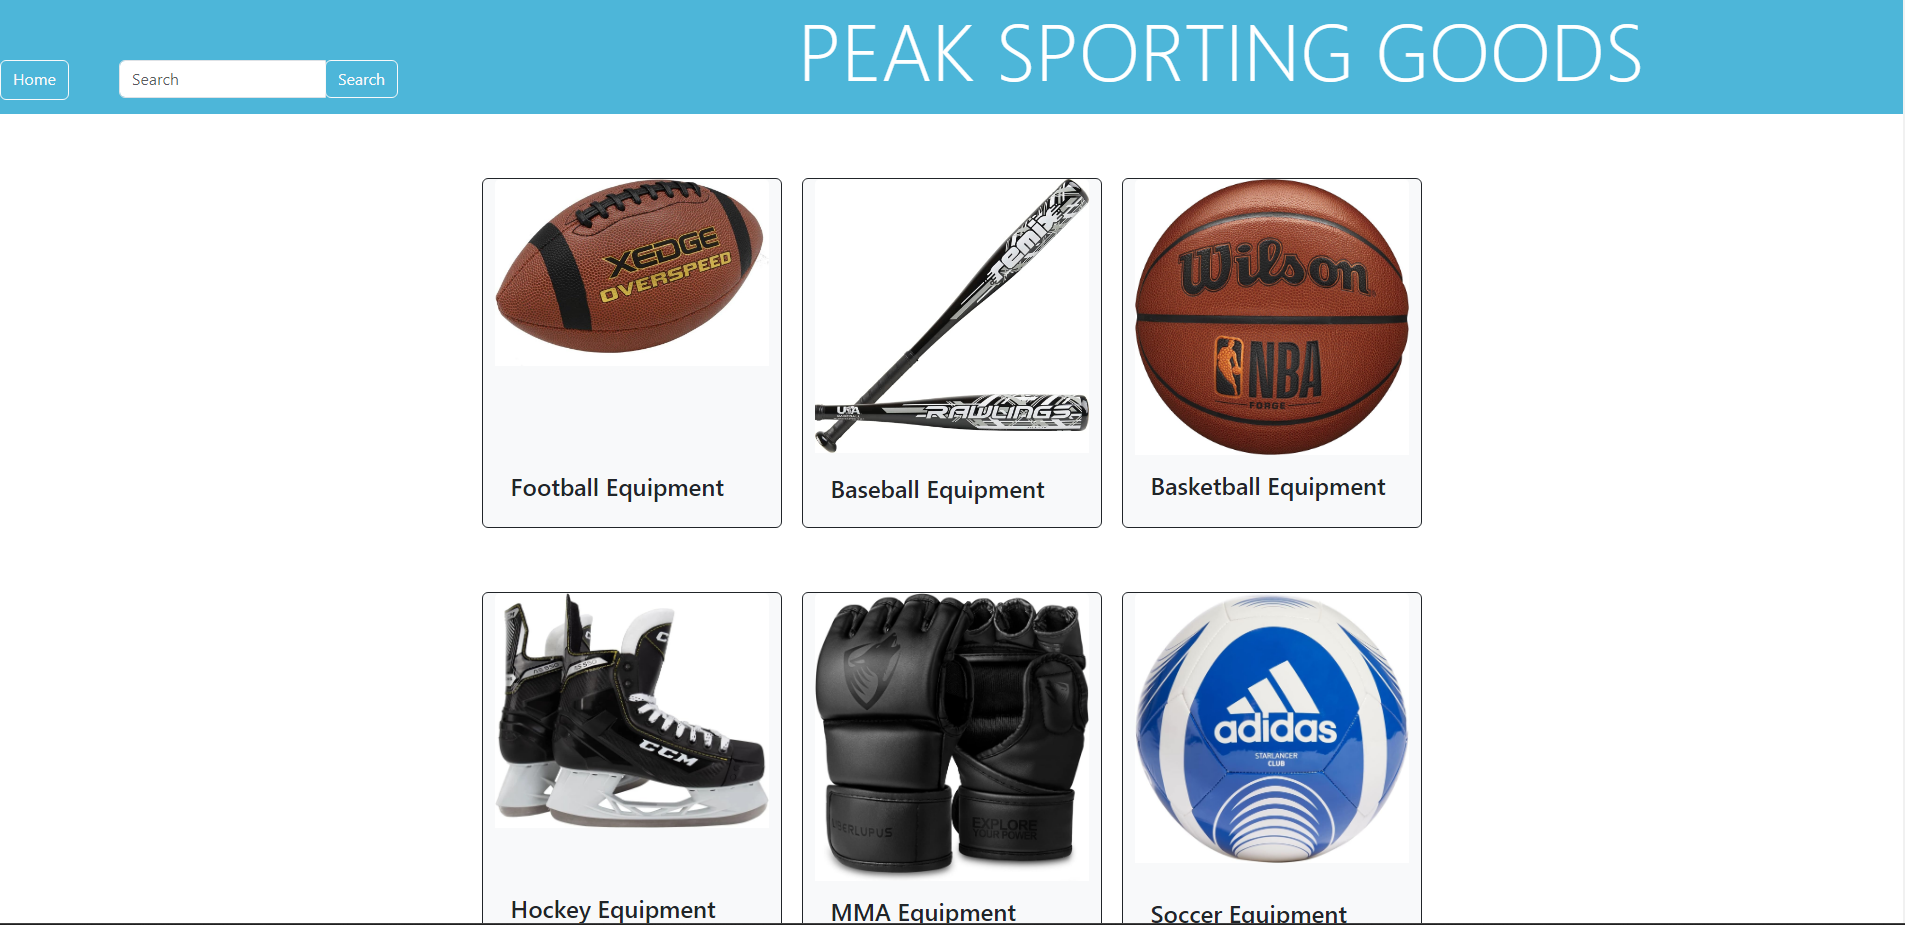 PEAK SPORTING GOODS
Home
Search
Search
XEDGE
OVERSPEED
remix
USA
RAWLINGS
Wilson
NBA
FORGE
Football Equipment
Baseball Equipment
Basketball Equipment
CCM
EXPLORE
YOUR POWER
adidas
STARLANCER
CLUB
Hockey Equipment
MMA Equipment
Soccer Equipment